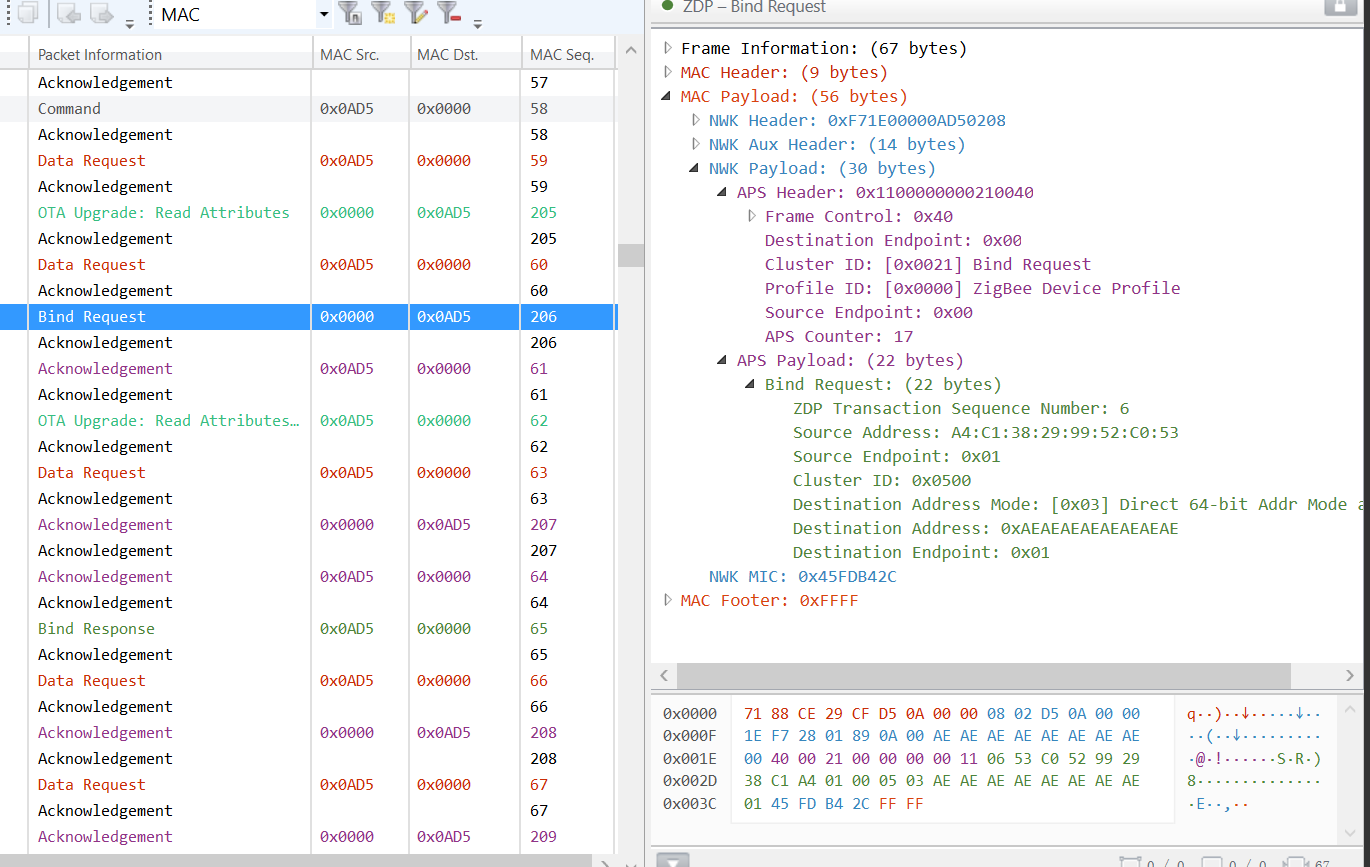 MAC
Packet Information MAC Src. MAC Dst. MAC Seq.
Acknowledgement 57
Command 0x0AD5 0x0000 58
Acknowledgement 58
Data Request 0x0AD5 0x0000 59
Acknowledgement 59
OTA Upgrade: Read Attributes 0x0000 0x0AD5 205
Acknowledgement 205
Data Request 0x0AD5 0x0000 60
Acknowledgement 60
Bind Request 0x0000 0x0AD5 206
Acknowledgement 206
Acknowledgement 0x0AD5 0x0000 61
Acknowledgement 61
OTA Upgrade: Read Attributes… 0x0AD5 0x0000 62
Acknowledgement 62
Data Request 0x0AD5 0x0000 63
Acknowledgement 63
Acknowledgement 0x0000 0x0AD5 207
Acknowledgement 207
Acknowledgement 0x0AD5 0x0000 64
Acknowledgement 64
Bind Response 0x0AD5 0x0000 65
Acknowledgement 65
Data Request 0x0AD5 0x0000 66
Acknowledgement 66
Acknowledgement 0x0000 0x0AD5 208
Acknowledgement 208
Data Request 0x0AD5 0x0000 67
Acknowledgement 67
Acknowledgement 0x0000 0x0AD5 209
ZDP – Bind Request
Frame Information: (67 bytes)
MAC Header: (9 bytes)
MAC Payload: (56 bytes)
NWK Header: 0xF71E00000AD50208
NWK Aux Header: (14 bytes)
NWK Payload: (30 bytes)
APS Header: 0x1100000000210040
Frame Control: 0x40
Destination Endpoint: 0x00
Cluster ID: [0x0021] Bind Request
Profile ID: [0x0000] ZigBee Device Profile
Source Endpoint: 0x00
APS Counter: 17
APS Payload: (22 bytes)
Bind Request: (22 bytes)
ZDP Transaction Sequence Number: 6
Source Address: A4:C1:38:29:99:52:C0:53
Source Endpoint: 0x01
Cluster ID: 0x0500
Destination Address Mode: [0x03] Direct 64-bit Addr Mode a
Destination Address: 0xAEAEAEAEAEAEAEAE
Destination Endpoint: 0x01
NWK MIC: 0x45FDB42C
MAC Footer: 0xFFFF
0x0000 71 88 CE 29 CF D5 0A 00 00 08 02 D5 0A 00 00 q··)··↓·····↓··
0x000F 1E F7 28 01 89 0A 00 AE AE AE AE AE AE AE AE ··(··↓·········
0x001E 00 40 00 21 00 00 00 00 11 06 53 C0 52 99 29 ·@·!······S·R·)
0x002D 38 C1 A4 01 00 05 03 AE AE AE AE AE AE AE AE 8··············
0x003C 01 45 FD B4 2C FF FF ·E··,··